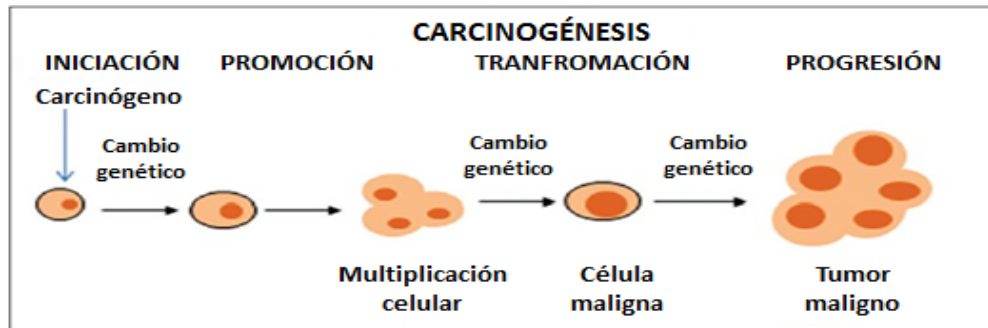 CARCINOGÉNESIS
INICIACIÓN PROMOCIÓN TRANFROMACIÓN PROGRESIÓN
Carcinógeno
Cambio genético
Cambio genético
Cambio genético
Multiplicación celular
Célula maligna
Tumor maligno